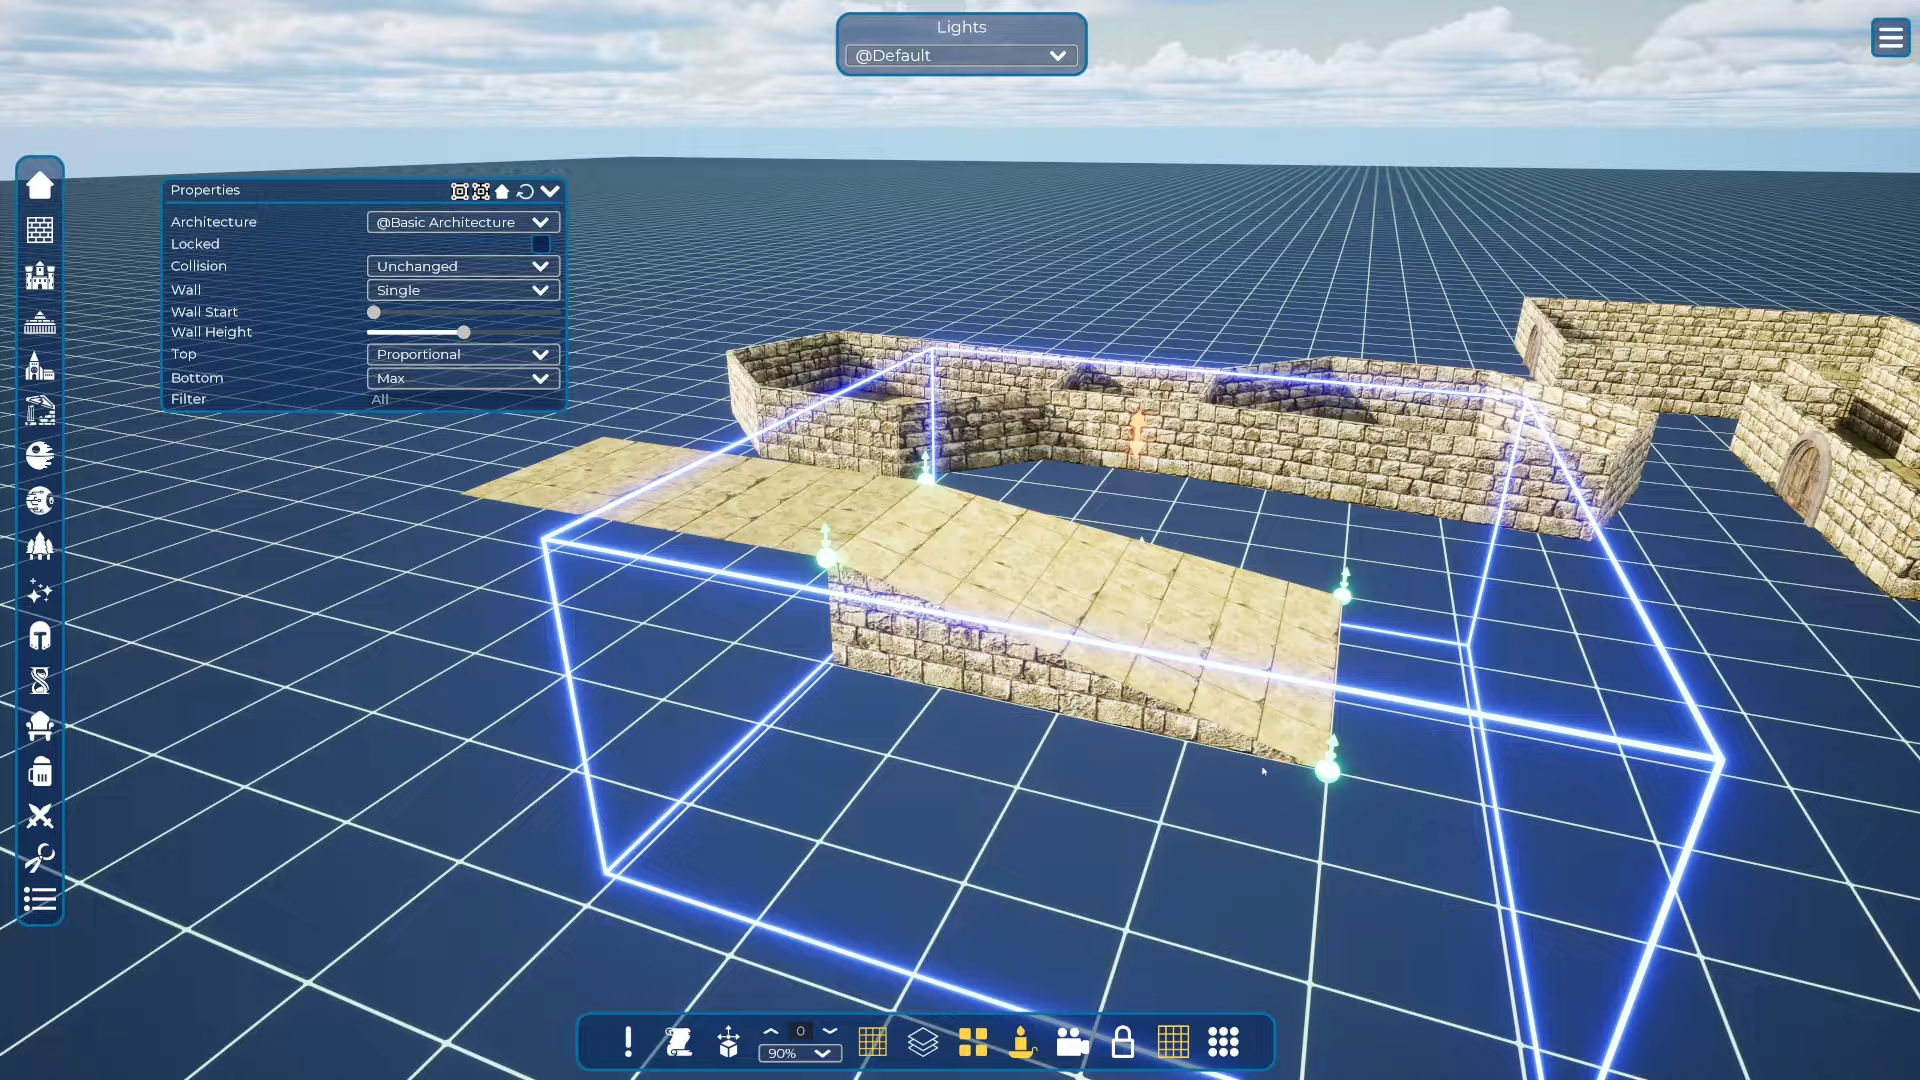 Lights
@Default
Properties
Architecture @Basic Architecture
Locked
Collision Unchanged
Wall Single
Wall Start
Wall Height
Top Proportional
Bottom Max
Filter All
0
90%